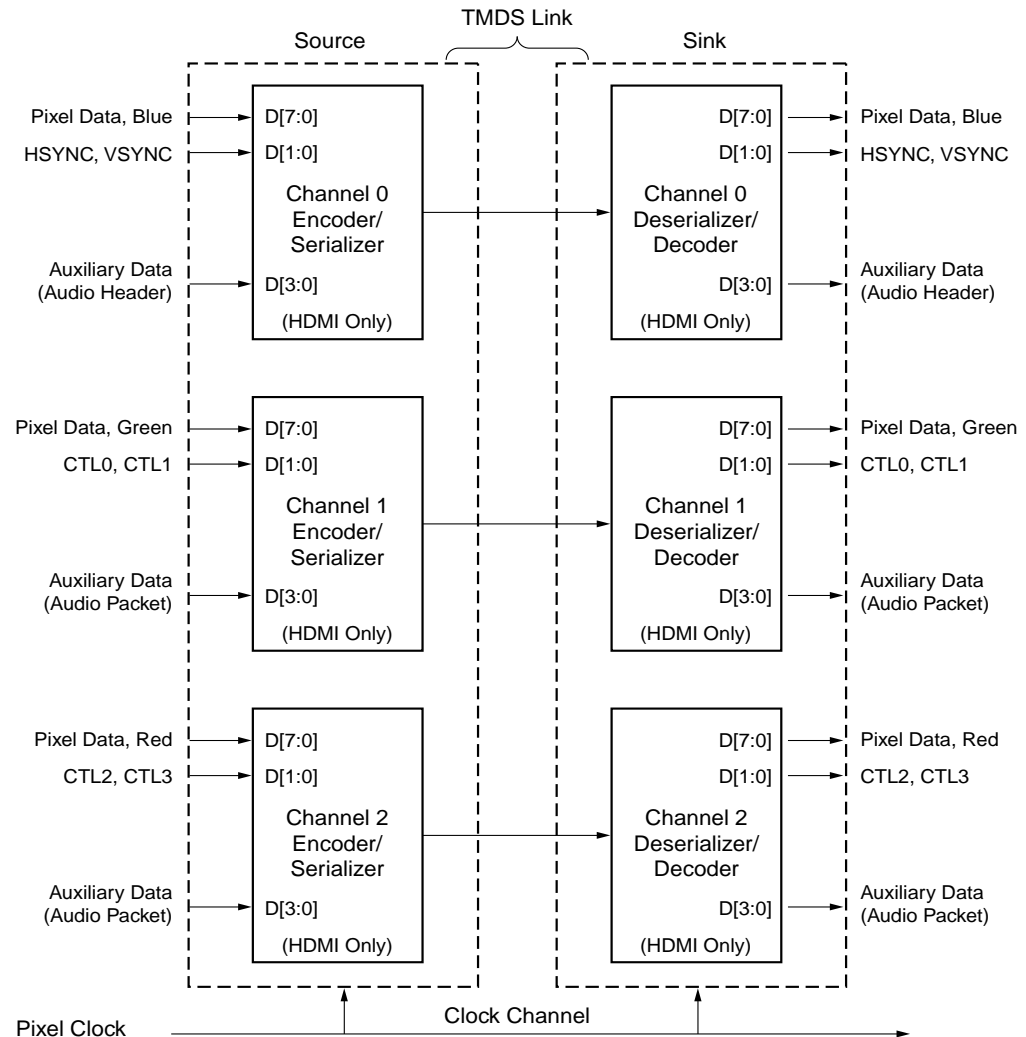 TMDS Link
Source
Sink
Pixel Data, Blue
D[7:0]
D[7:0]
Pixel Data, Blue
HSYNC, VSYNC
D[1:0]
D[1:0]
HSYNC, VSYNC
Channel 0
Encoder/
Serializer
Channel 0
Deserializer/
Decoder
Auxiliary Data
(Audio Header)
D[3:0]
D[3:0]
Auxiliary Data
(Audio Header)
(HDMI Only)
(HDMI Only)
Pixel Data, Green
D[7:0]
D[7:0]
Pixel Data, Green
CTL0, CTL1
D[1:0]
D[1:0]
CTL0, CTL1
Channel 1
Encoder/
Serializer
Channel 1
Deserializer/
Decoder
Auxiliary Data
(Audio Packet)
D[3:0]
D[3:0]
Auxiliary Data
(Audio Packet)
(HDMI Only)
(HDMI Only)
Pixel Data, Red
D[7:0]
D[7:0]
Pixel Data, Red
CTL2, CTL3
D[1:0]
D[1:0]
CTL2, CTL3
Channel 2
Encoder/
Serializer
Channel 2
Deserializer/
Decoder
Auxiliary Data
(Audio Packet)
D[3:0]
D[3:0]
Auxiliary Data
(Audio Packet)
(HDMI Only)
(HDMI Only)
Pixel Clock
Clock Channel